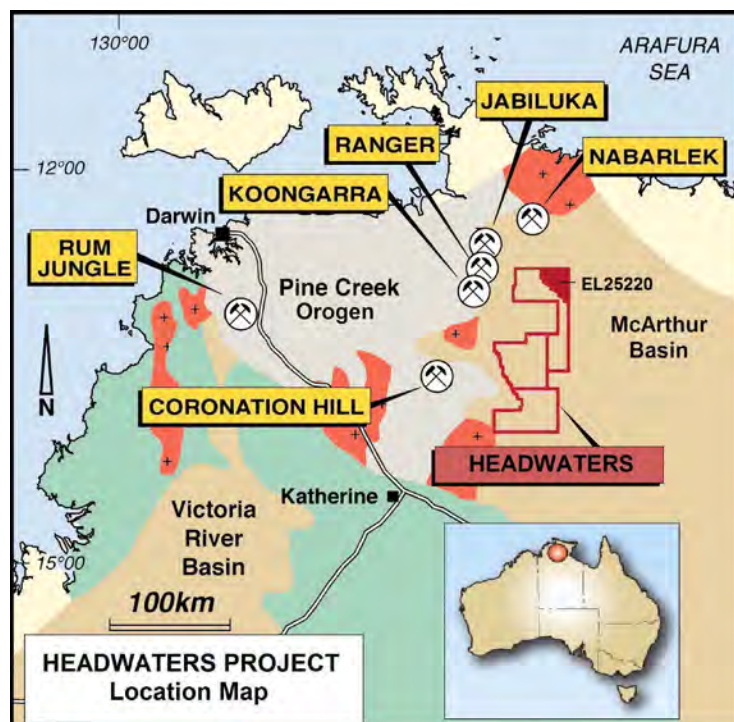 130°00
ARAFURA
SEA
JABILUKA
RANGER
NABARLEK
KOONGARRA
12°00
Darwin
RUM
JUNGLE
Pine Creek
Orogen
EL25220
McArthur
Basin
N
CORONATION HILL
HEADWATERS
Katherine
Victoria
River
Basin
15°00
100km
HEADWATERS PROJECT
Location Map